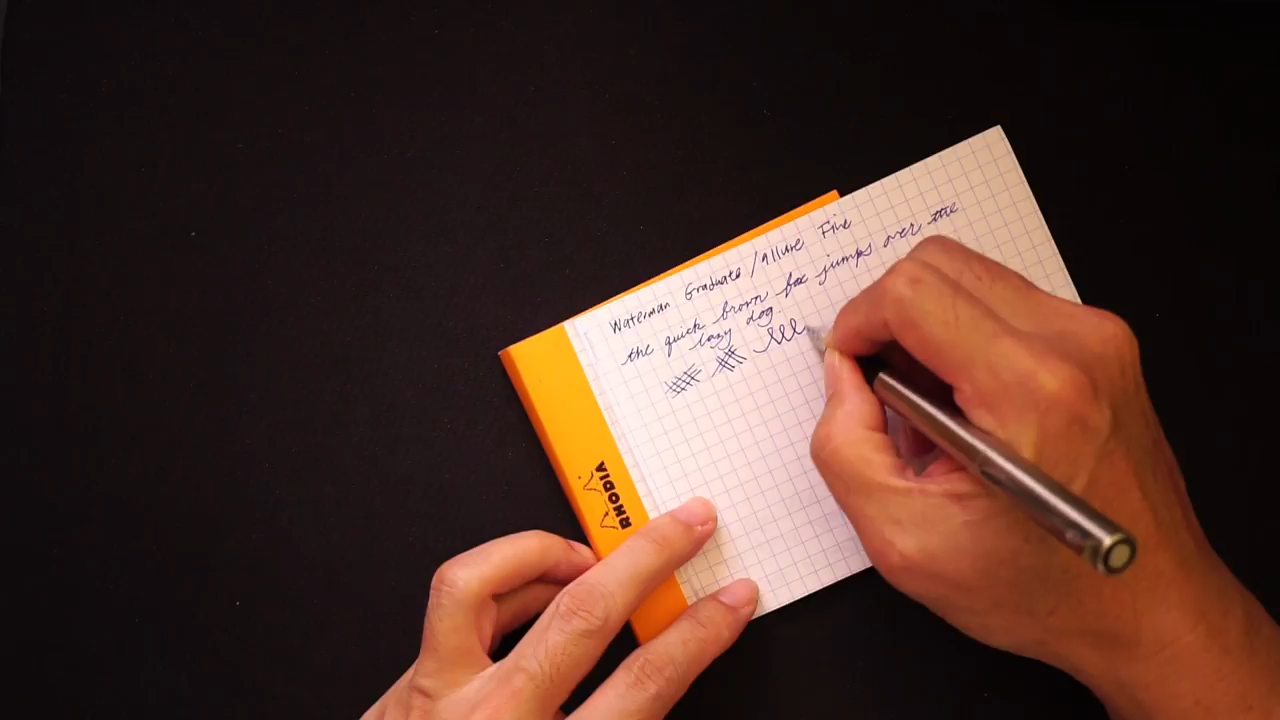 Waterman Graduate/allure Fine
the quick brown fox jumps over the
lazy dog
RHODIA